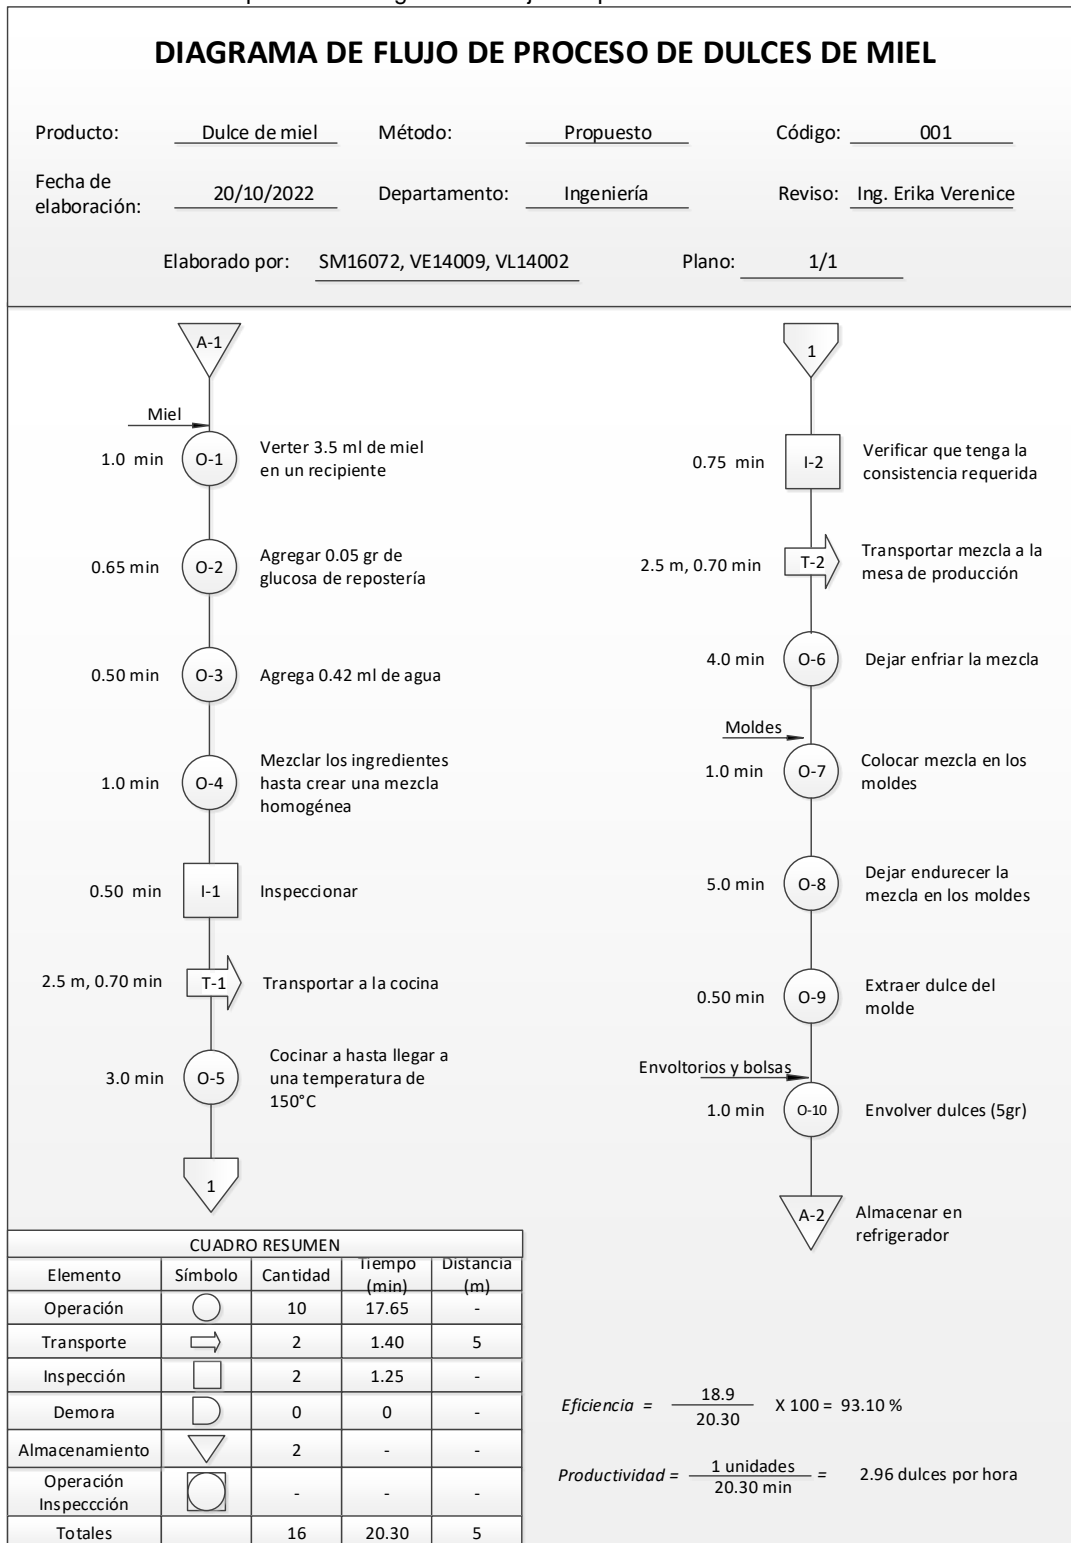 DIAGRAMA DE FLUJO DE PROCESO DE DULCES DE MIEL
Producto: Dulce de miel Método: Propuesto Código: 001
Fecha de elaboración: 20/10/2022 Departamento: Ingeniería Reviso: Ing. Erika Verenice
Elaborado por: SM16072, VE14009, VL14002 Plano: 1/1
A-1
Miel
1.0 min O-1 Verter 3.5 ml de miel
en un recipiente
0.65 min O-2 Agregar 0.05 gr de
glucosa de repostería
0.50 min O-3 Agrega 0.42 ml de agua
1.0 min O-4 Mezclar los ingredientes
hasta crear una mezcla
homogénea
0.50 min I-1 Inspeccionar
2.5 m, 0.70 min T-1 Transportar a la cocina
3.0 min O-5 Cocinar a hasta llegar a
una temperatura de
150°C
1
1
0.75 min I-2 Verificar que tenga la
consistencia requerida
2.5 m, 0.70 min T-2 Transportar mezcla a la
mesa de producción
4.0 min O-6 Dejar enfriar la mezcla
Moldes
1.0 min O-7 Colocar mezcla en los
moldes
5.0 min O-8 Dejar endurecer la
mezcla en los moldes
0.50 min O-9 Extraer dulce del
molde
Envoltorios y bolsas
1.0 min O-10 Envolver dulces (5gr)
A-2 Almacenar en
refrigerador
CUADRO RESUMEN
Elemento Símbolo Cantidad Tiempo (min) Distancia (m)
Operación 10 17.65 -
Transporte 2 1.40 5
Inspección 2 1.25 -
Demora 0 0 -
Almacenamiento 2 - -
Operación Inspeccción - - -
Totales 16 20.30 5
Eficiencia = 18.9 / 20.30 X 100 = 93.10 %
Productividad = 1 unidades / 20.30 min = 2.96 dulces por hora